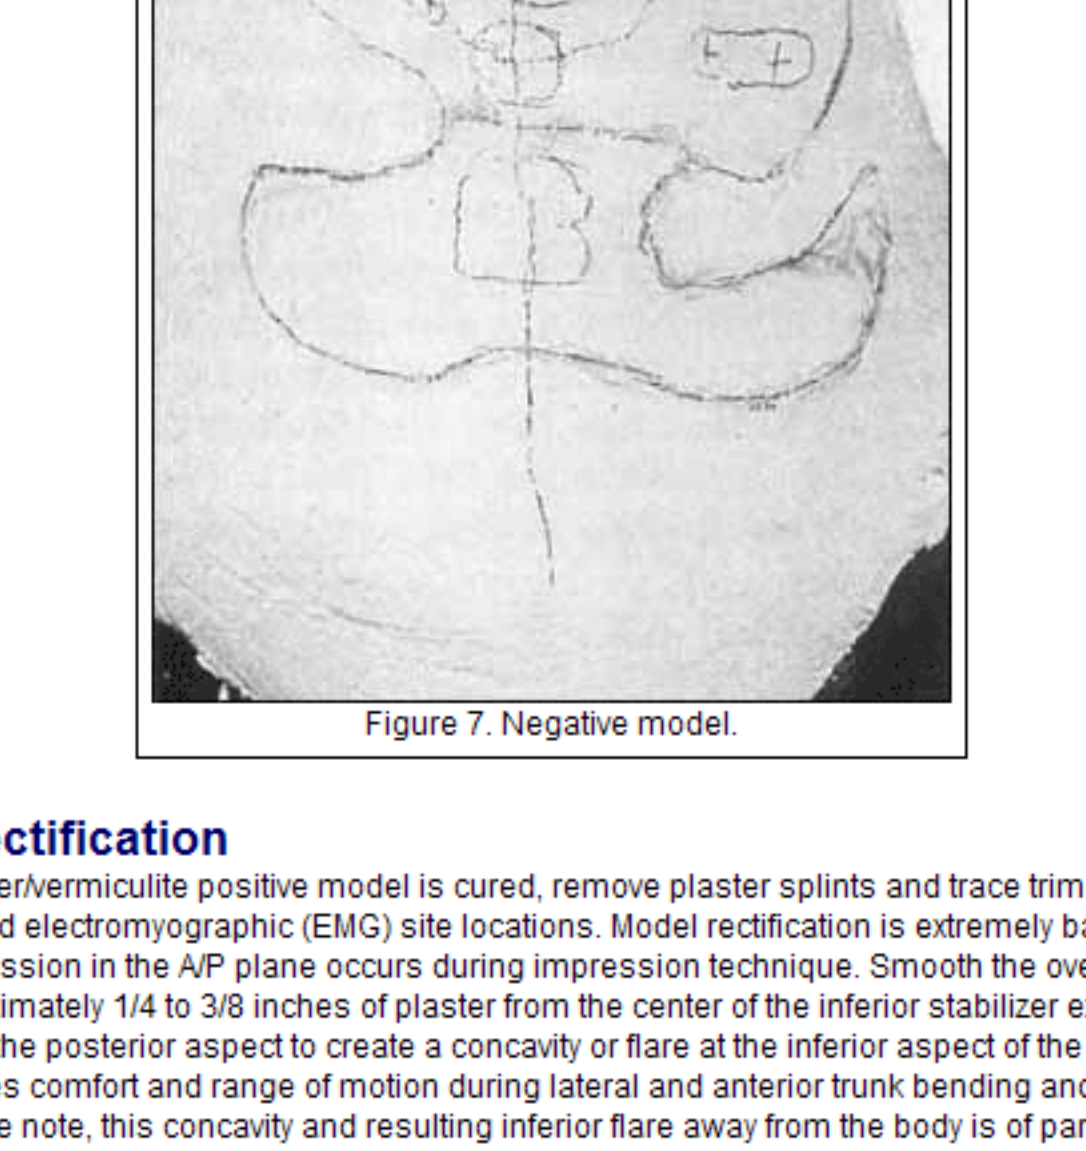 Figure 7. Negative model.
ctification
er/vermiculite positive model is cured, remove plaster splints and trace trim
d electromyographic (EMG) site locations. Model rectification is extremely ba
ssion in the A/P plane occurs during impression technique. Smooth the ove
timately 1/4 to 3/8 inches of plaster from the center of the inferior stabilizer e
the posterior aspect to create a concavity or flare at the inferior aspect of the
es comfort and range of motion during lateral and anterior trunk bending and
e note, this concavity and resulting inferior flare away from the body is of par